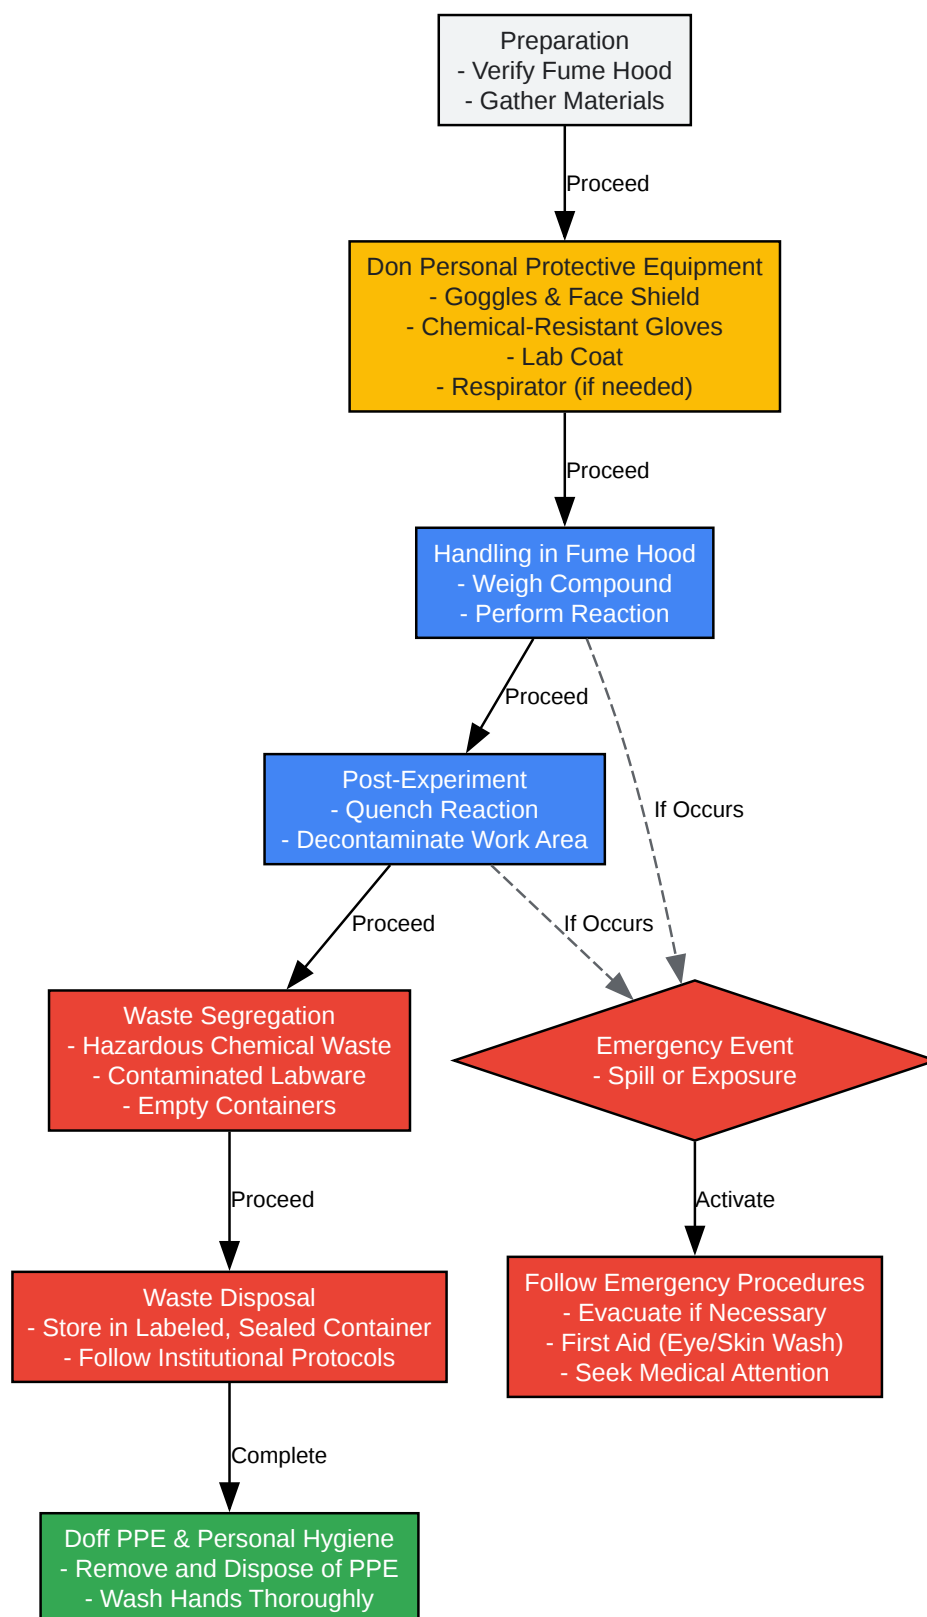 Preparation
- Verify Fume Hood
- Gather Materials
Proceed
Don Personal Protective Equipment
- Goggles & Face Shield
- Chemical-Resistant Gloves
- Lab Coat
- Respirator (if needed)
Proceed
Handling in Fume Hood
- Weigh Compound
- Perform Reaction
Proceed
Post-Experiment
- Quench Reaction
- Decontaminate Work Area
If Occurs
Proceed
If Occurs
Waste Segregation
- Hazardous Chemical Waste
- Contaminated Labware
- Empty Containers
Emergency Event
- Spill or Exposure
Proceed
Activate
Waste Disposal
- Store in Labeled, Sealed Container
- Follow Institutional Protocols
Follow Emergency Procedures
- Evacuate if Necessary
- First Aid (Eye/Skin Wash)
- Seek Medical Attention
Complete
Doff PPE & Personal Hygiene
- Remove and Dispose of PPE
- Wash Hands Thoroughly